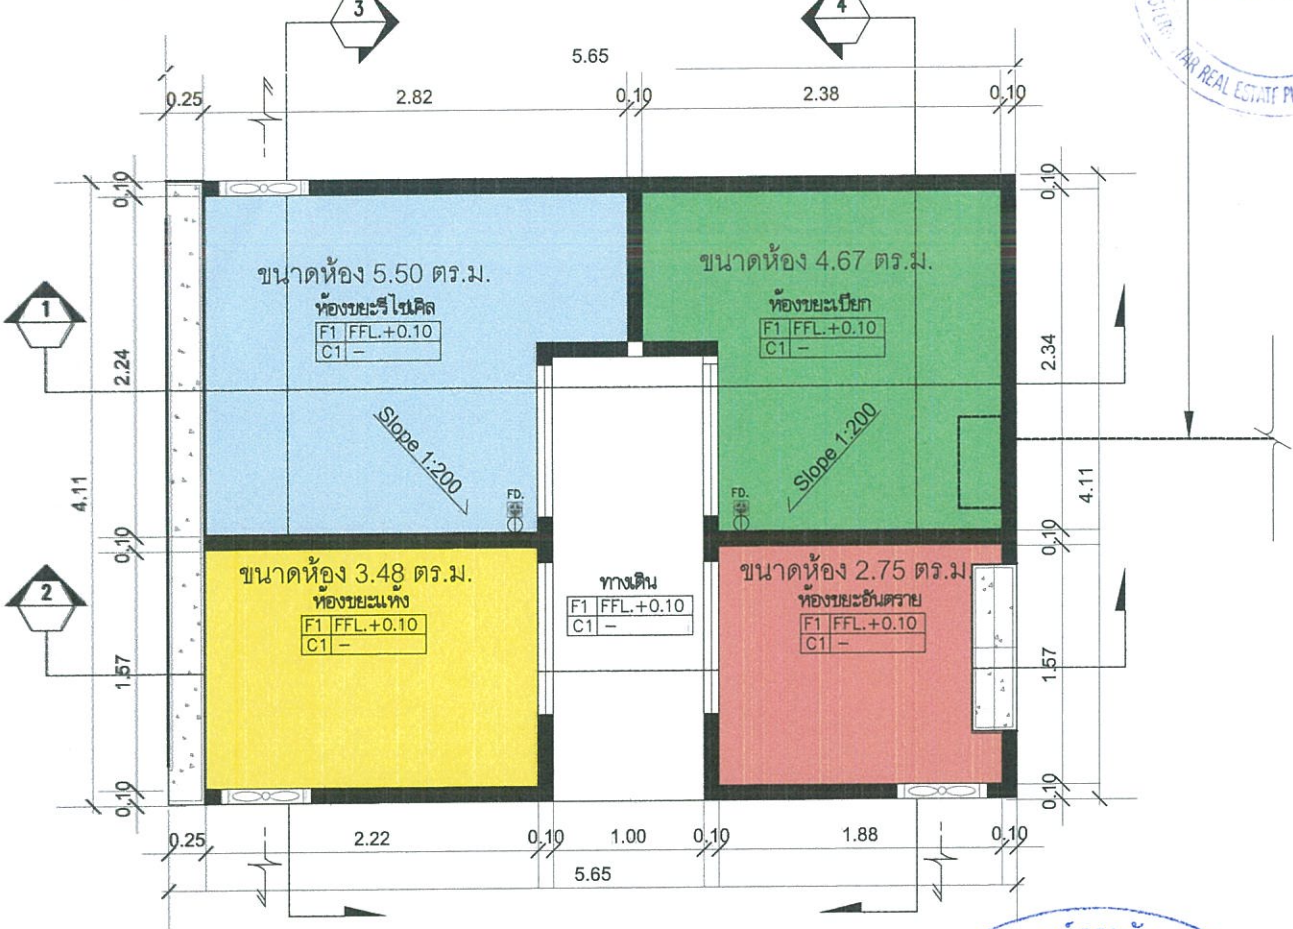 3
4
5.65
0.25
2.82
0.10
2.38
0.10
TAR REAL ESTATE
0.10
0.10
ขนาดห้อง 5.50 ตร.ม.
ห้องขยะรีไซเคิล
F1 FFL.+0.10
C1 –
ขนาดห้อง 4.67 ตร.ม.
ห้องขยะเปียก
F1 FFL.+0.10
C1 –
1
2.24
2.34
Slope 1:200
Slope 1:200
4.11
4.11
FD.
FD.
0.10
0.10
2
ขนาดห้อง 3.48 ตร.ม.
ห้องขยะแห้ง
F1 FFL.+0.10
C1 –
ทางเดิน
F1 FFL.+0.10
C1 –
ขนาดห้อง 2.75 ตร.ม.
ห้องขยะอันตราย
F1 FFL.+0.10
C1 –
1.57
1.57
0.10
0.10
0.25
2.22
0.10
1.00
0.10
1.88
0.10
5.65